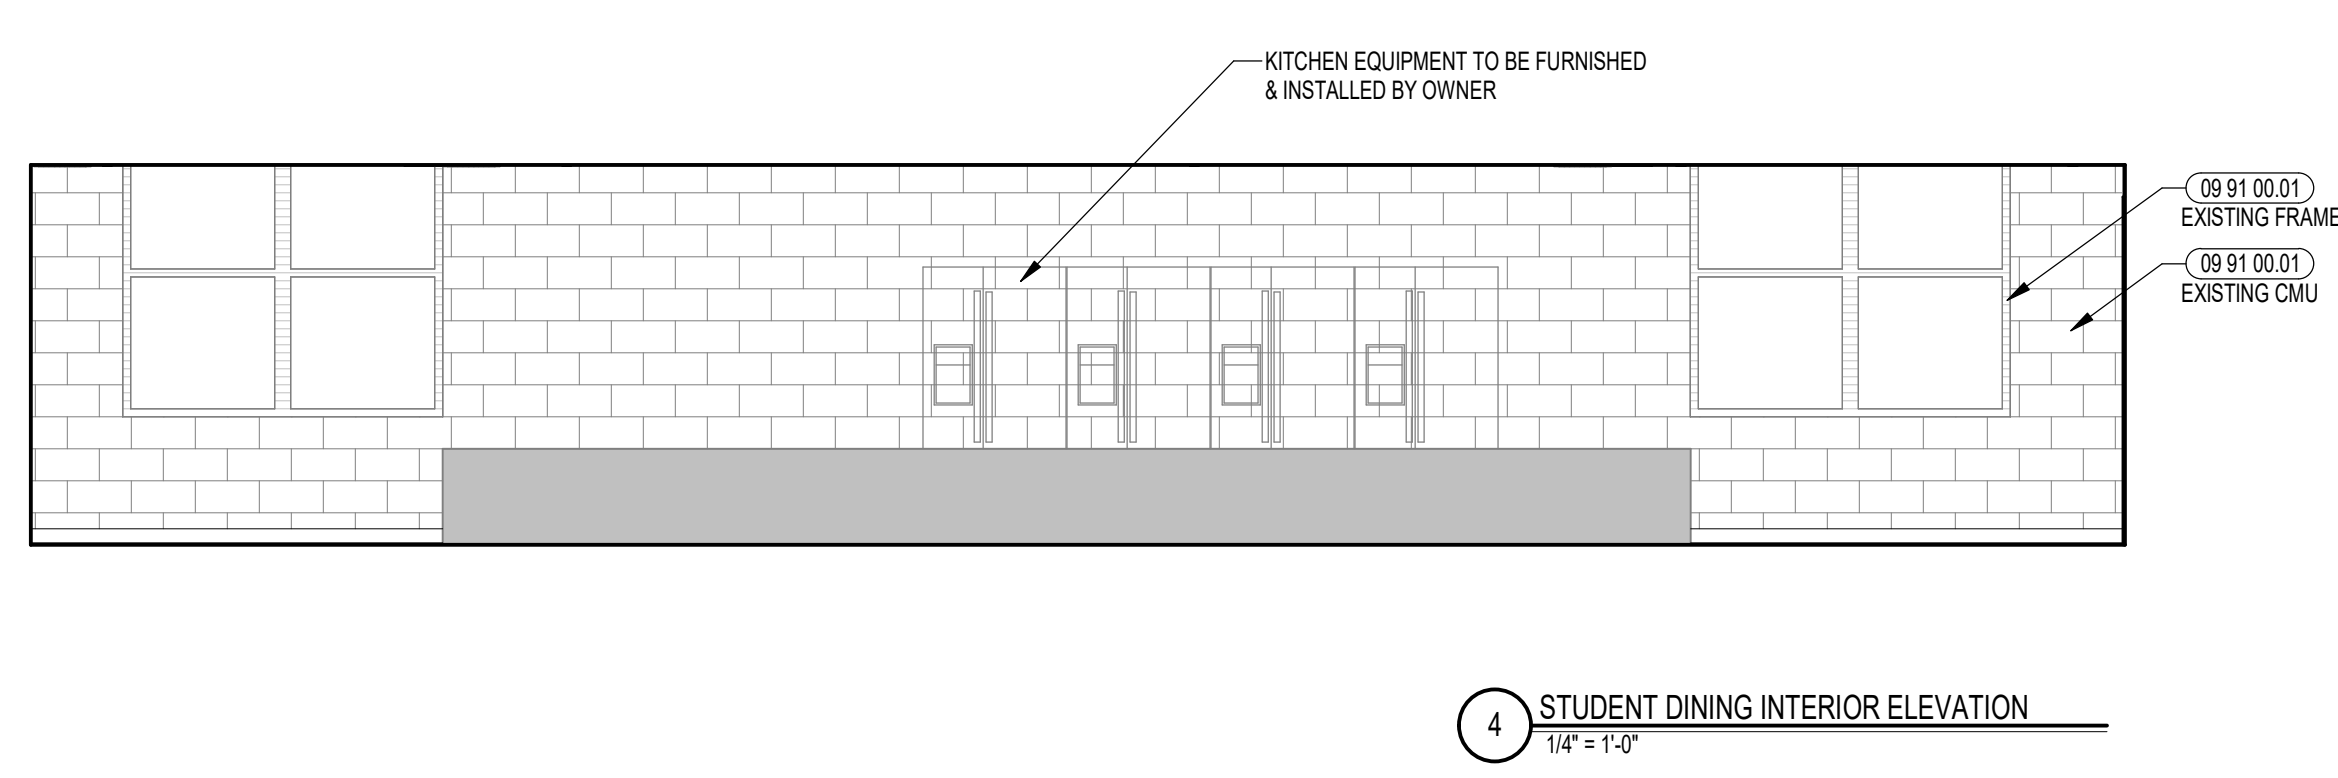 KITCHEN EQUIPMENT TO BE FURNISHED
& INSTALLED BY OWNER
09 91 00.01
EXISTING FRAME
09 91 00.01
EXISTING CMU
4
STUDENT DINING INTERIOR ELEVATION
1/4" = 1'-0"